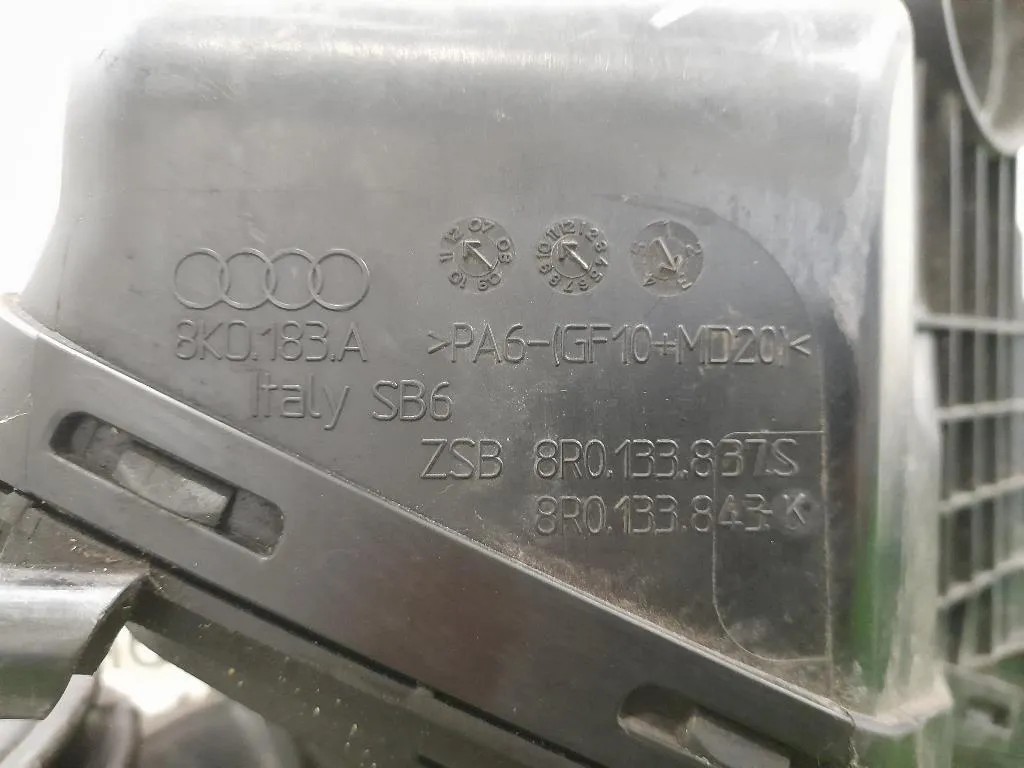 8K0.183.A >PA6-(GF10+MD20)<
Italy SB6
ZSB 8R0.133.837.S
8R0.133.843 K